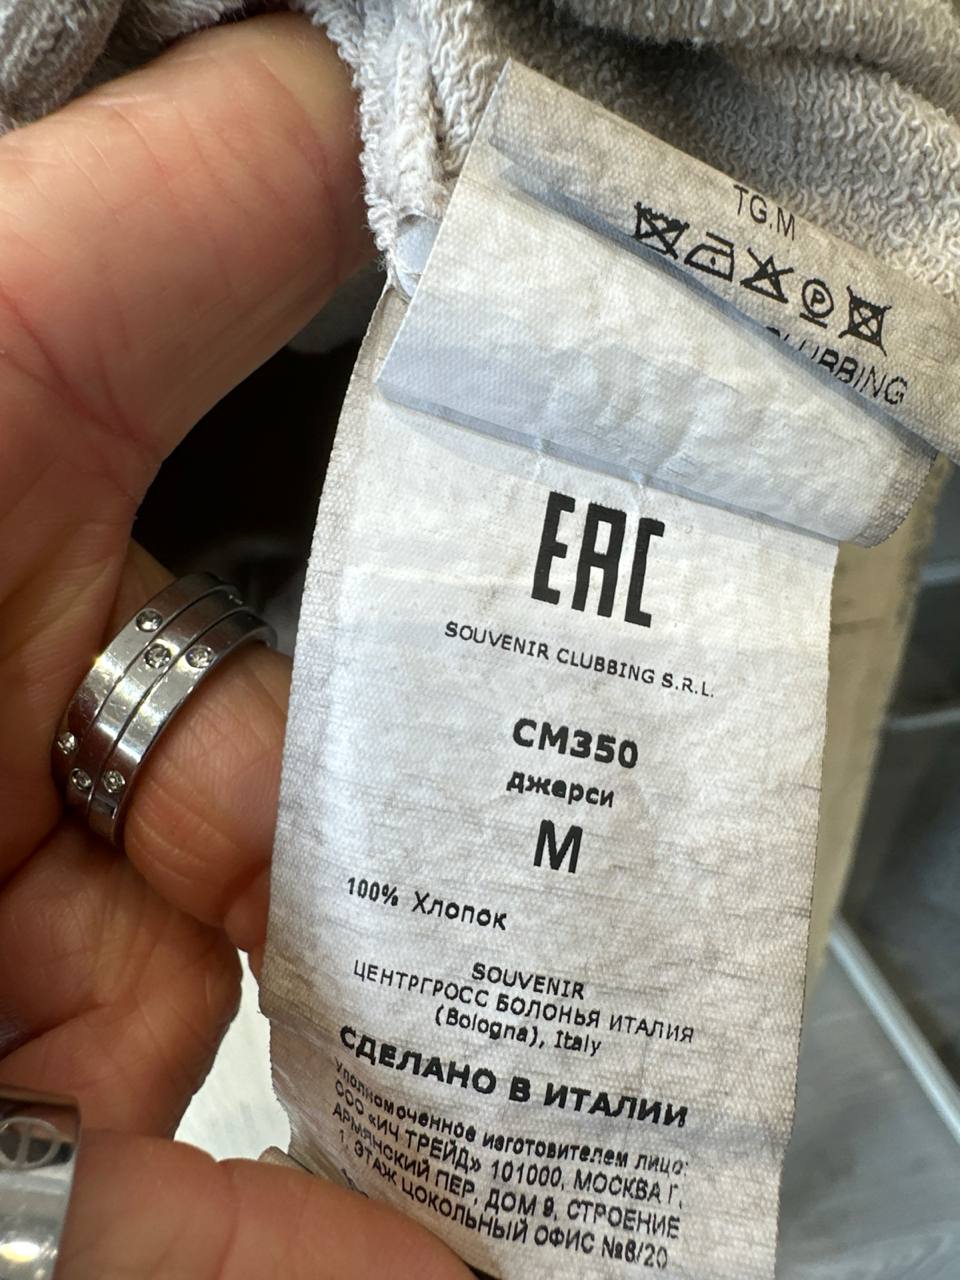 TG.M
P
CLUBBING
EAC
SOUVENIR CLUBBING S.R.L.
CM350
джерси
M
100% Хлопок
SOUVENIR
ЦЕНТРГРОСС БОЛОНЬЯ ИТАЛИЯ
(Bologna), Italy
СДЕЛАНО В ИТАЛИИ
Уполномоченное изготовителем лицо:
ООО «ИЧ ТРЕЙД» 101000, МОСКВА Г,
АРМЯНСКИЙ ПЕР, ДОМ 9, СТРОЕНИЕ
1, ЭТАЖ ЦОКОЛЬНЫЙ ОФИС №8/20